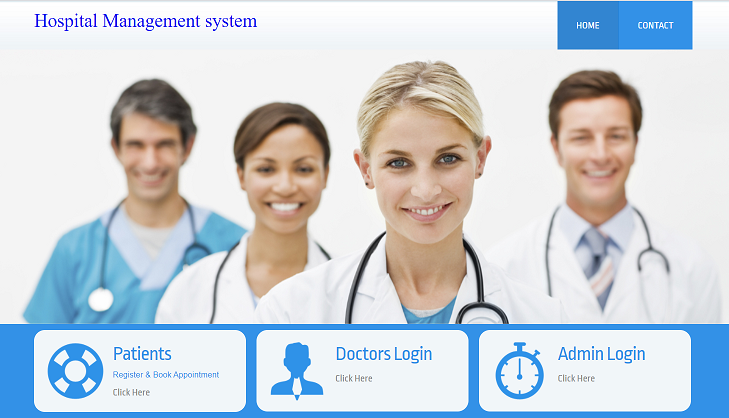 Hospital Management system
HOME
CONTACT
Patients
Register & Book Appointment
Click Here
Doctors Login
Click Here
Admin Login
Click Here